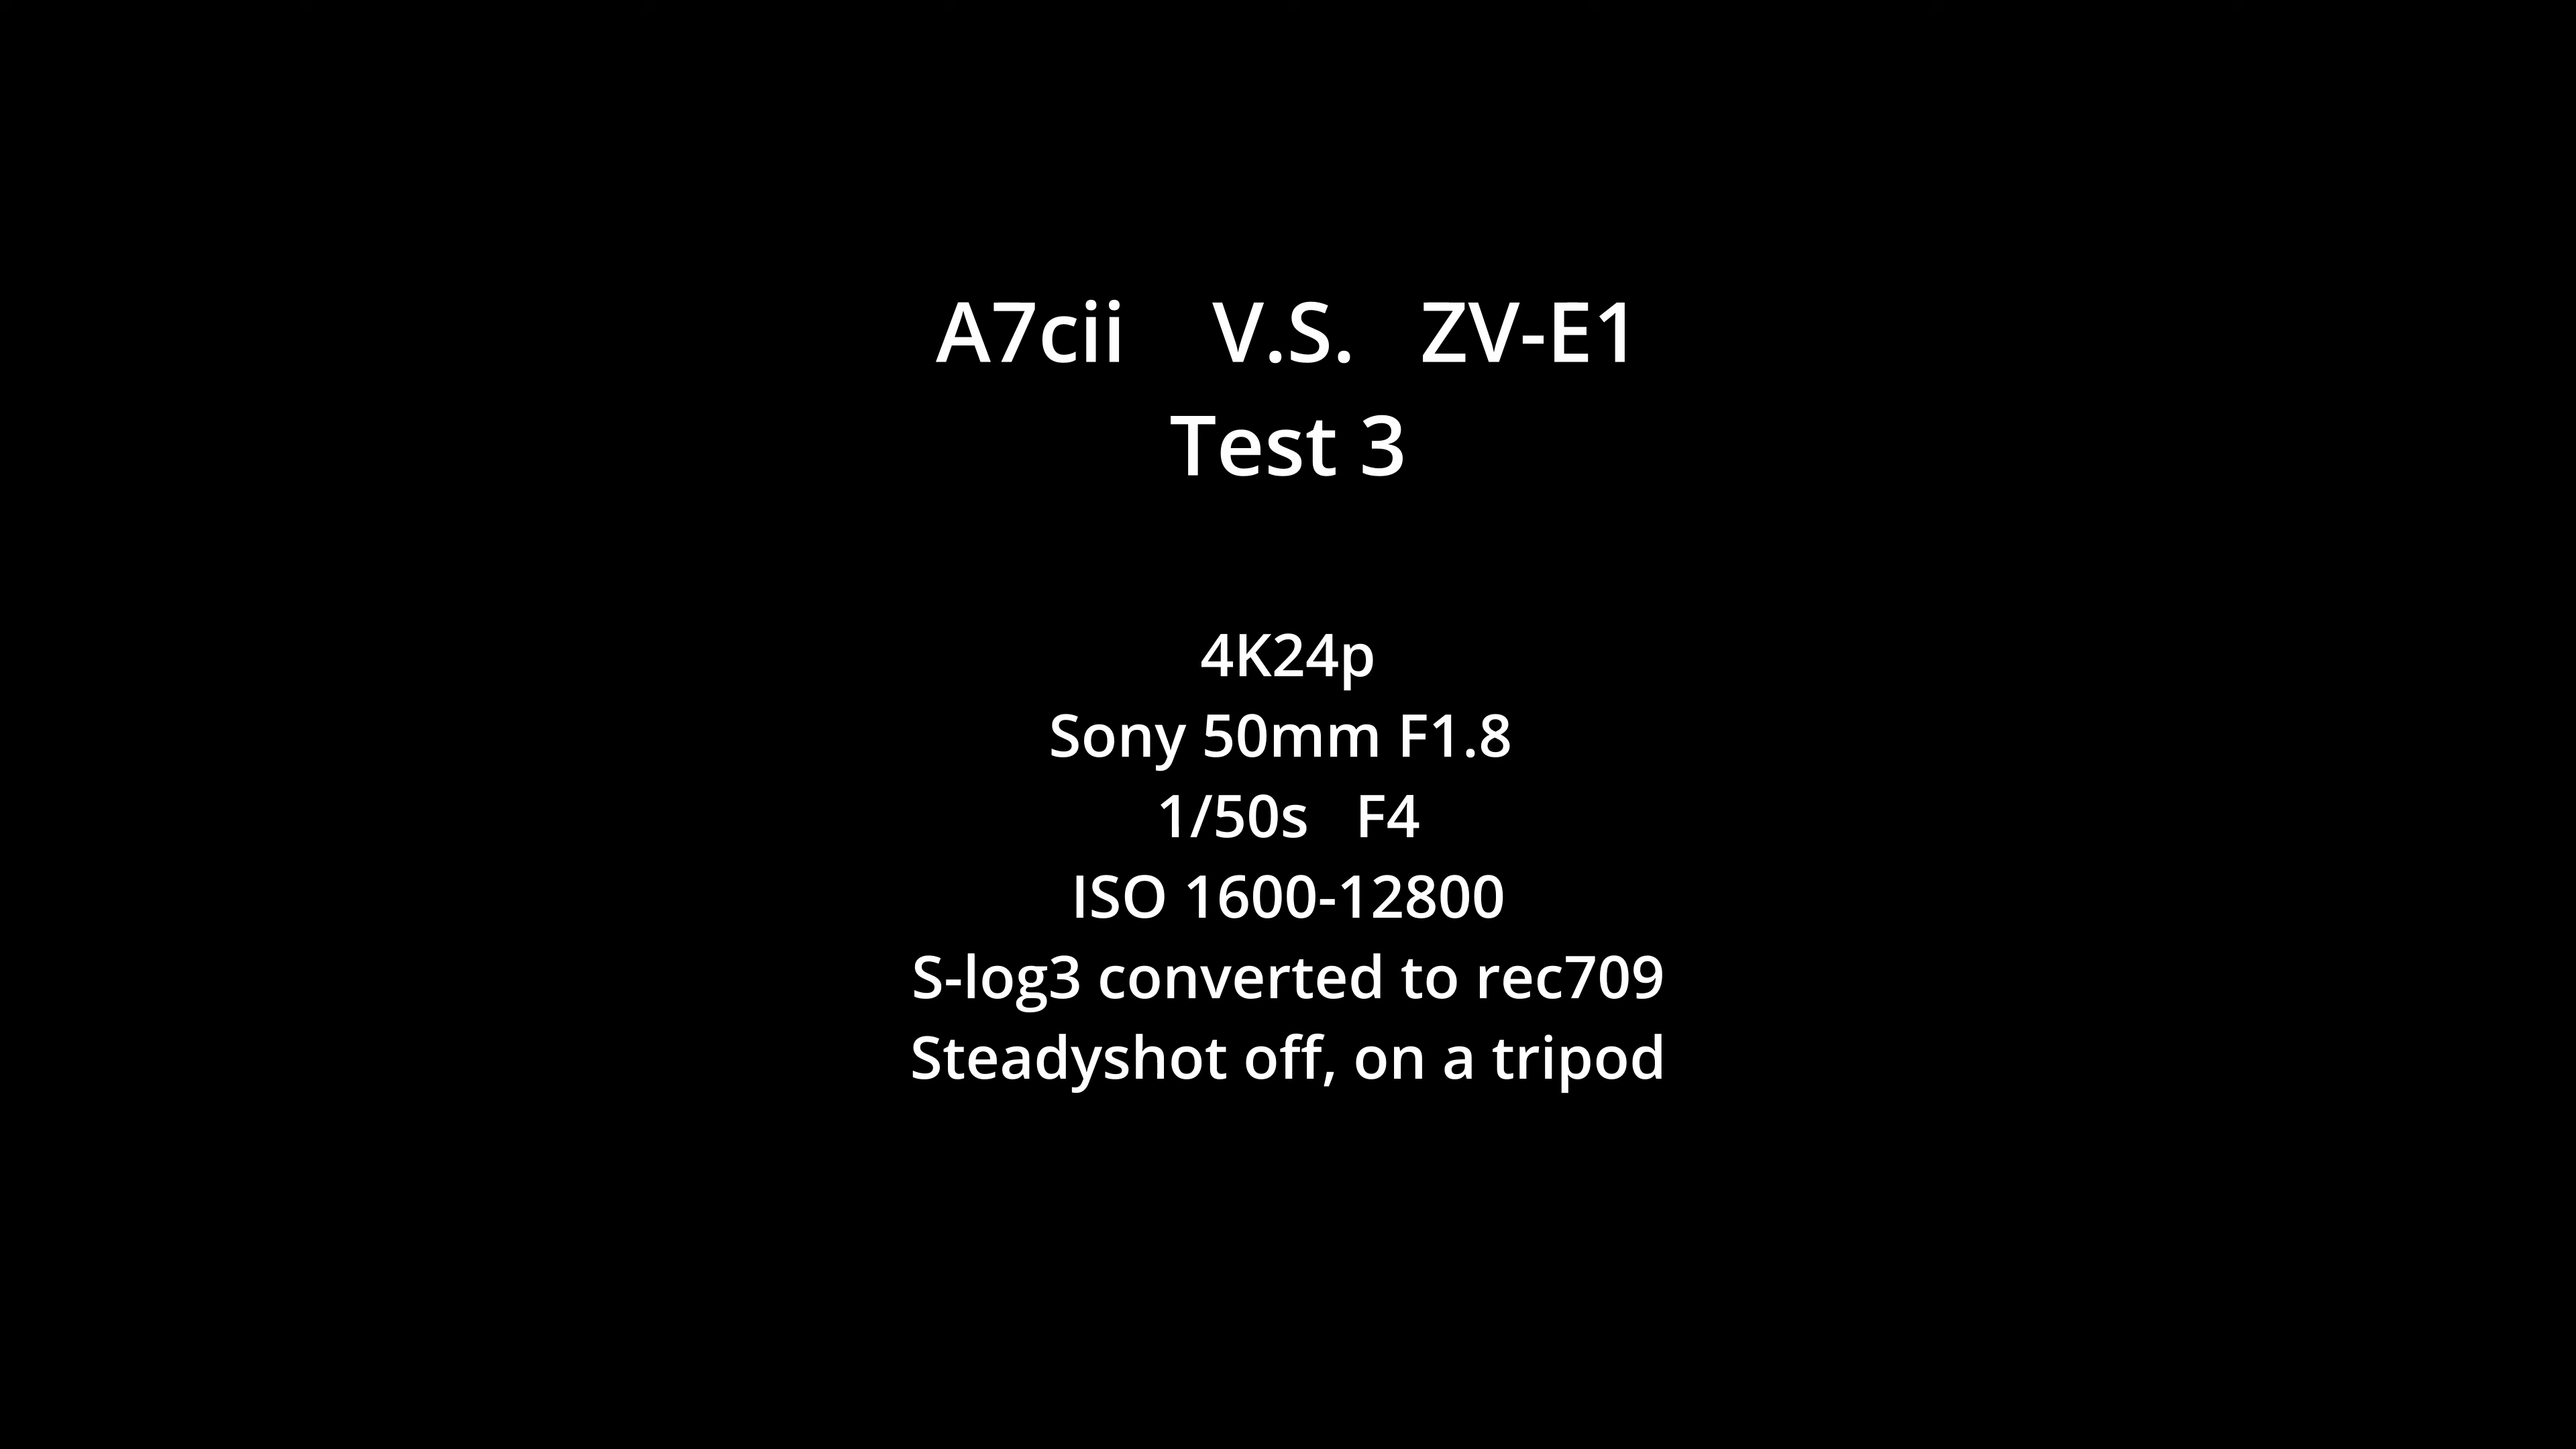 A7cii V.S. ZV-E1
Test 3
4K24p
Sony 50mm F1.8
1/50s F4
ISO 1600-12800
S-log3 converted to rec709
Steadyshot off, on a tripod